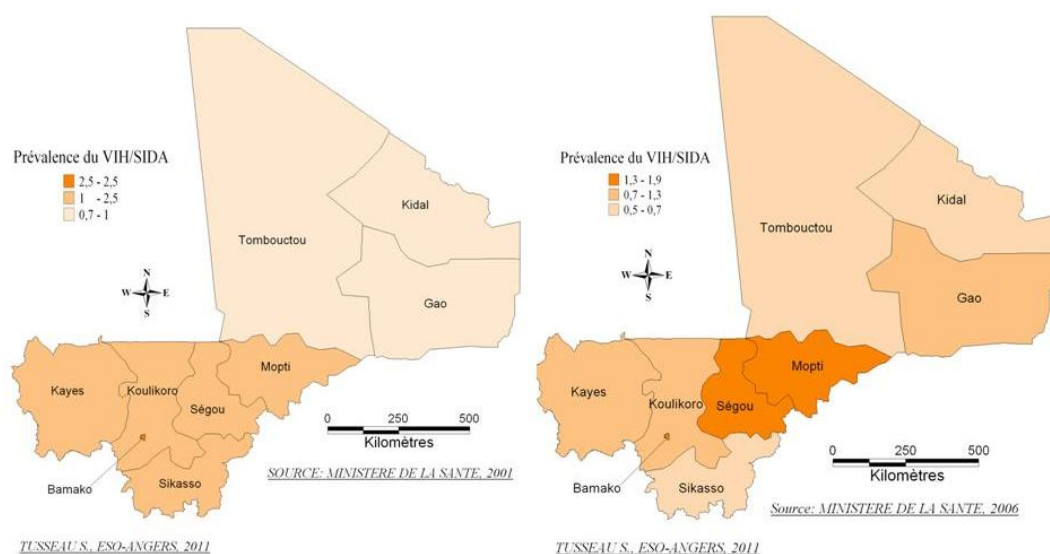 Prévalence du VIH/SIDA
2,5 - 2,5
1 - 2,5
0,7 - 1
Kidal
Tombouctou
N
W E
S
Gao
Mopti
Kayes
Koulikoro
Ségou
0 250 500
Kilomètres
Bamako
Sikasso
SOURCE: MINISTERE DE LA SANTE, 2001
TUSSEAU S., ESO-ANGERS, 2011
Prévalence du VIH/SIDA
1,3 - 1,9
0,7 - 1,3
0,5 - 0,7
Kidal
Tombouctou
N
W E
S
Gao
Mopti
Kayes
Koulikoro
Ségou
0 250 500
Kilomètres
Bamako
Sikasso
Source: MINISTERE DE LA SANTE, 2006
TUSSEAU S., ESO-ANGERS, 2011